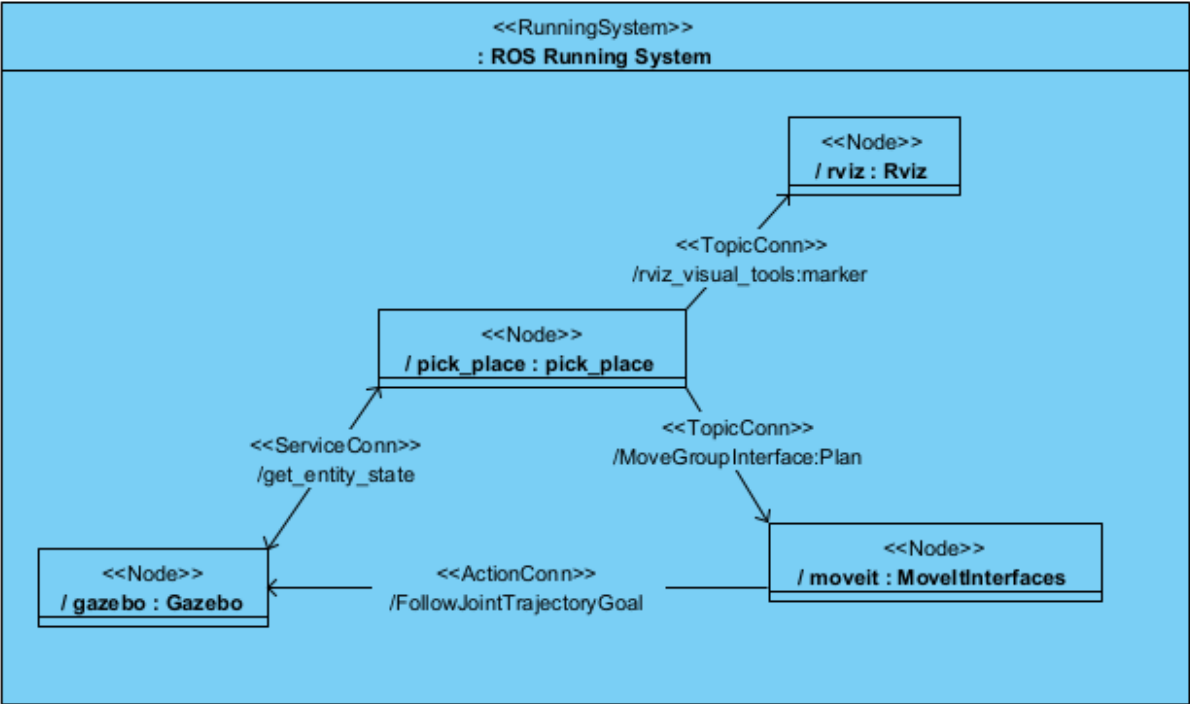 <<RunningSystem>>
: ROS Running System
<<Node>>
/ rviz : Rviz
<<TopicConn>>
/rviz_visual_tools:marker
<<Node>>
/ pick_place : pick_place
<<ServiceConn>>
/get_entity_state
<<TopicConn>>
/MoveGroupInterface:Plan
<<Node>>
/ gazebo : Gazebo
<<ActionConn>>
/FollowJointTrajectoryGoal
<<Node>>
/ moveit : MoveItInterfaces